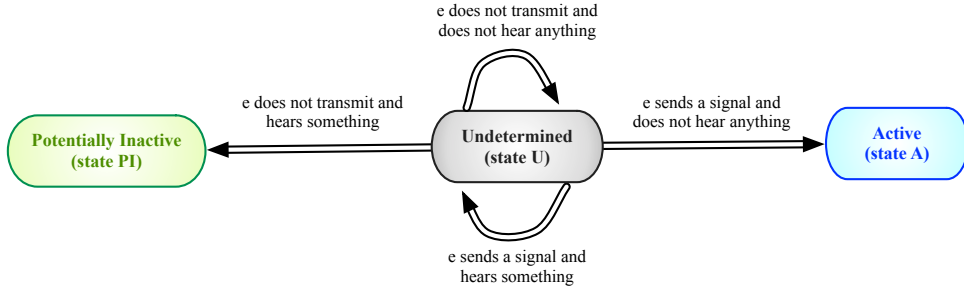 e does not transmit and
does not hear anything
e does not transmit and
hears something
e sends a signal and
does not hear anything
Potentially Inactive
(state PI)
Undetermined
(state U)
Active
(state A)
e sends a signal and
hears something